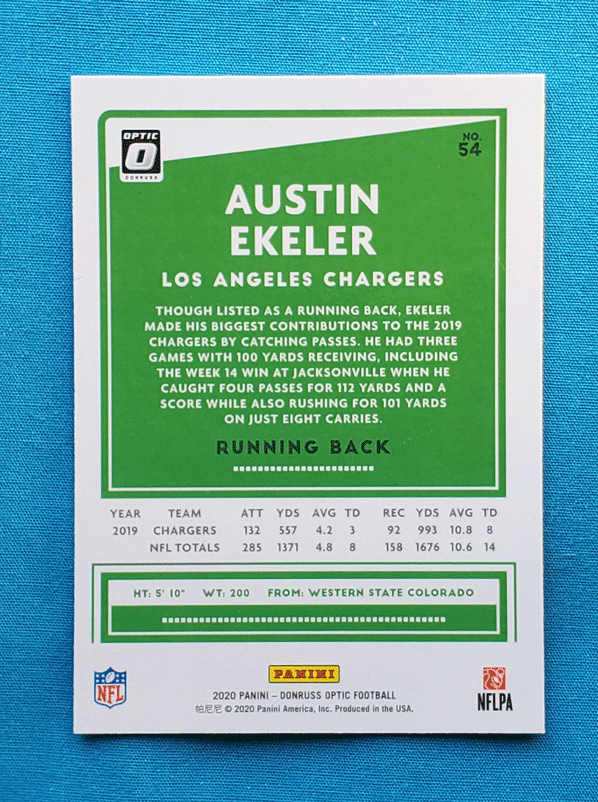 OPTIC
DONRUSS
NO.
54
AUSTIN
EKELER
LOS ANGELES CHARGERS
THOUGH LISTED AS A RUNNING BACK, EKELER
MADE HIS BIGGEST CONTRIBUTIONS TO THE 2019
CHARGERS BY CATCHING PASSES. HE HAD THREE
GAMES WITH 100 YARDS RECEIVING, INCLUDING
THE WEEK 14 WIN AT JACKSONVILLE WHEN HE
CAUGHT FOUR PASSES FOR 112 YARDS AND A
SCORE WHILE ALSO RUSHING FOR 101 YARDS
ON JUST EIGHT CARRIES.
RUNNING BACK
YEAR TEAM ATT YDS AVG TD REC YDS AVG TD
2019 CHARGERS 132 557 4.2 3 92 993 10.8 8
NFL TOTALS 285 1371 4.8 8 158 1676 10.6 14
HT: 5' 10" WT: 200 FROM: WESTERN STATE COLORADO
NFL
PANINI
NFLPA
2020 PANINI – DONRUSS OPTIC FOOTBALL
帕尼尼 © 2020 Panini America, Inc. Produced in the USA.